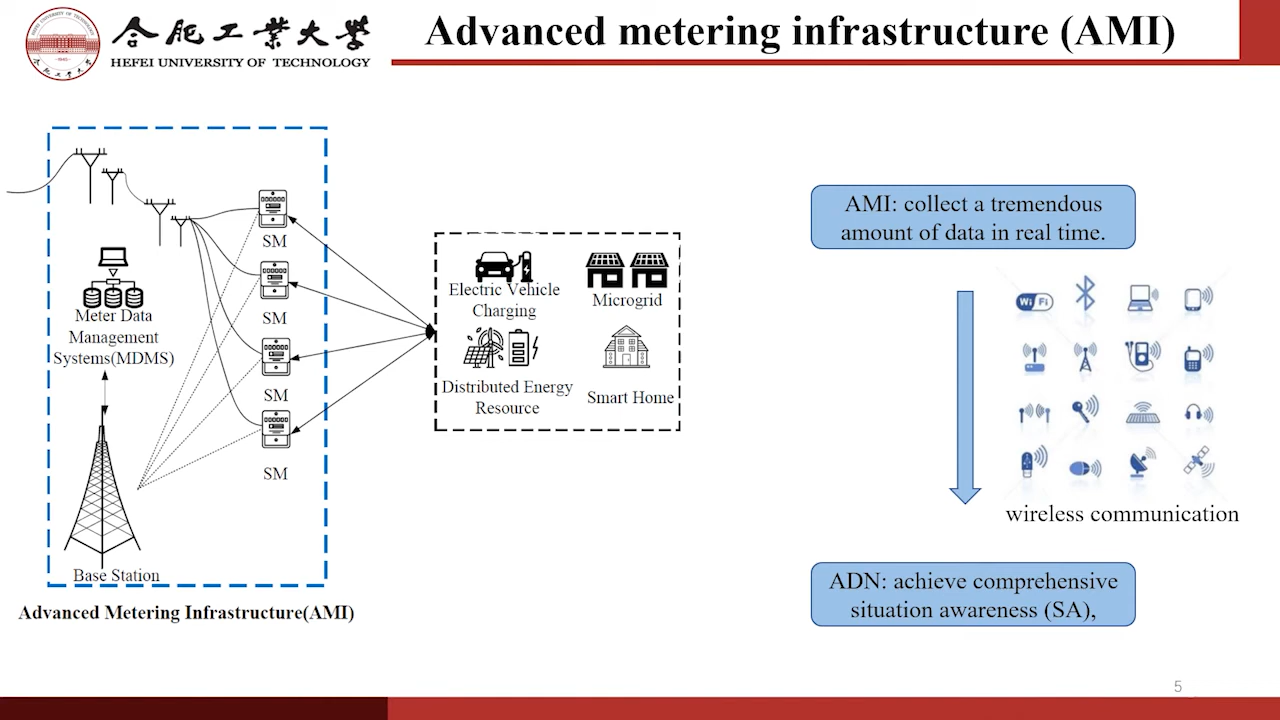 合肥工業大學
HEFEI UNIVERSITY OF TECHNOLOGY
Advanced metering infrastructure (AMI)
SM
SM
SM
SM
Meter Data
Management
Systems(MDMS)
Base Station
Advanced Metering Infrastructure(AMI)
Electric Vehicle
Charging
Microgrid
Distributed Energy
Resource
Smart Home
AMI: collect a tremendous
amount of data in real time.
Wi Fi
wireless communication
ADN: achieve comprehensive
situation awareness (SA),
5